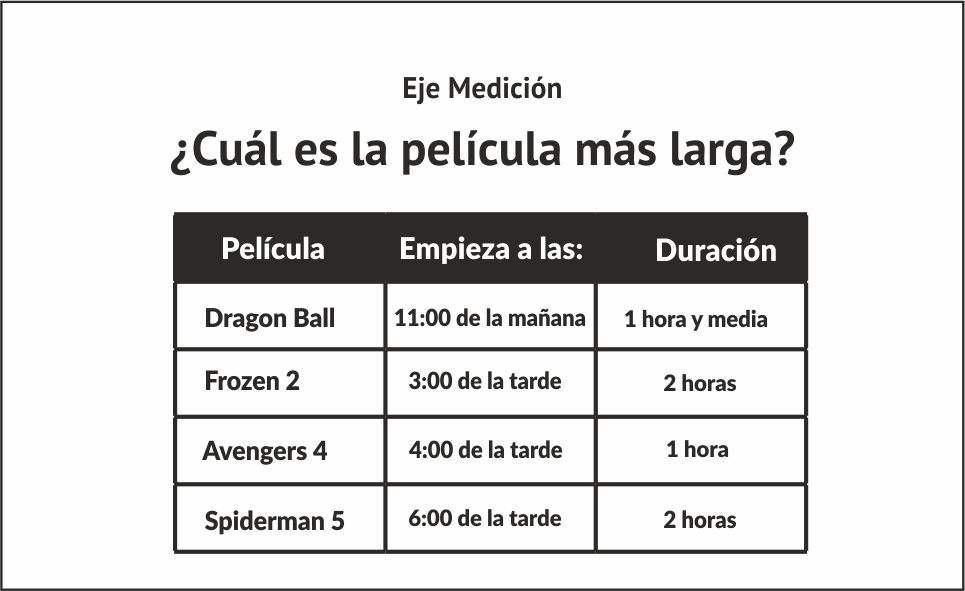 Eje Medición
¿Cuál es la película más larga?
Película Empieza a las: Duración
Dragon Ball 11:00 de la mañana 1 hora y media
Frozen 2 3:00 de la tarde 2 horas
Avengers 4 4:00 de la tarde 1 hora
Spiderman 5 6:00 de la tarde 2 horas